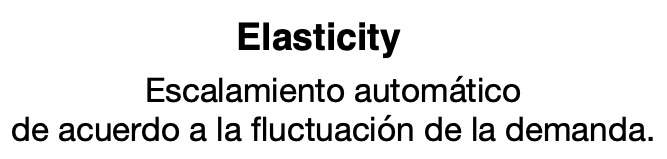 Elasticity
Escalamiento automático
de acuerdo a la fluctuación de la demanda.